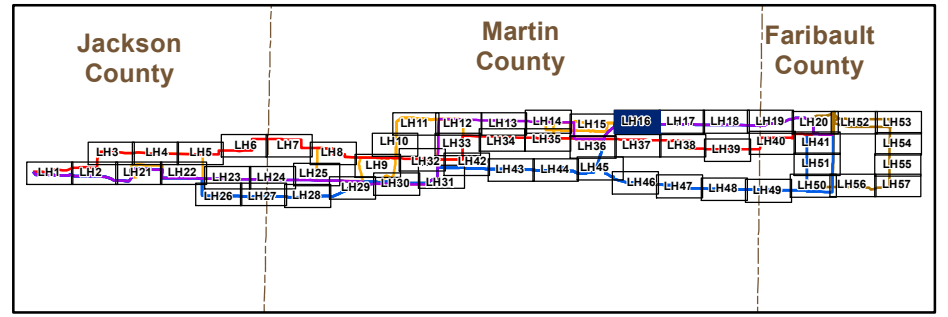 Jackson
County
Martin
County
Faribault
County
LH11 LH12 LH13 LH14 LH15 LH16 LH17 LH18 LH19 LH20 LH52 LH53
LH3 LH4 LH5 LH6 LH7 LH8 LH10 LH33 LH34 LH35 LH36 LH37 LH38 LH39 LH40 LH41 LH54
LH1 LH2 LH21 LH22 LH23 LH24 LH25 LH9 LH32 LH42 LH43 LH44 LH45 LH51 LH55
LH26 LH27 LH28 LH29 LH30 LH31 LH46 LH47 LH48 LH49 LH50 LH56 LH57